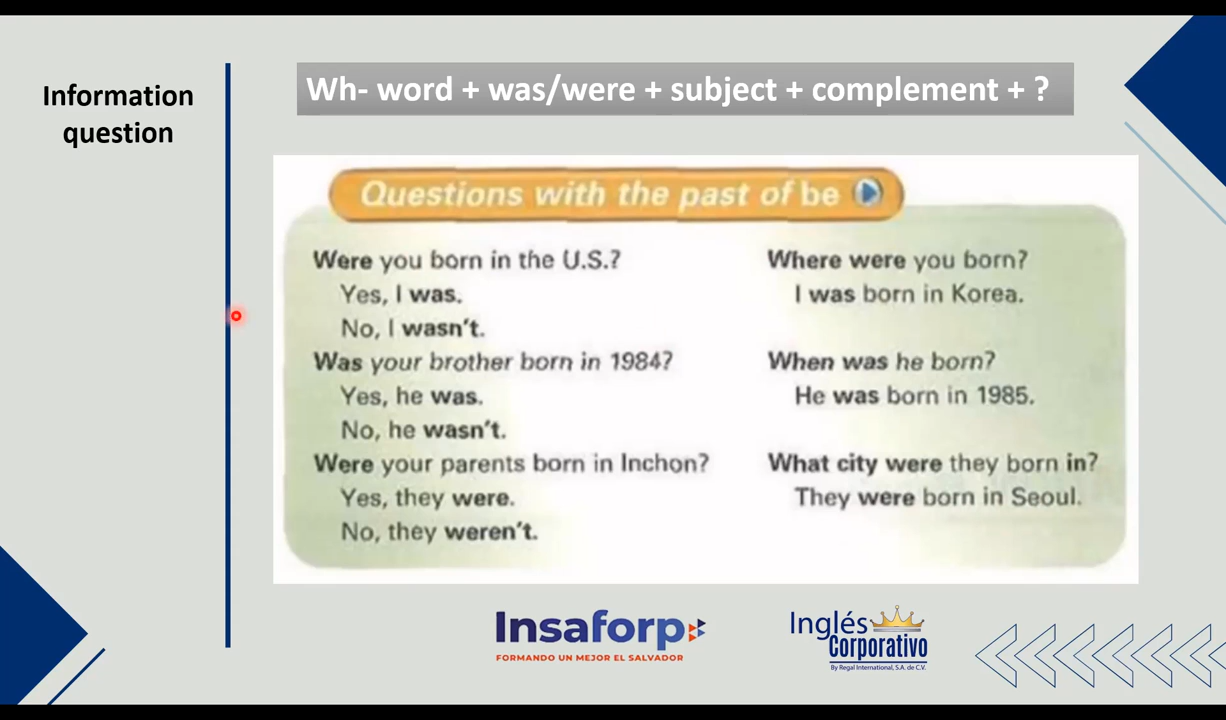 Information
question
Wh- word + was/were + subject + complement + ?
Questions with the past of be
Were you born in the U.S.?
Yes, I was.
No, I wasn't.
Was your brother born in 1984?
Yes, he was.
No, he wasn't.
Were your parents born in Inchon?
Yes, they were.
No, they weren't.
Where were you born?
I was born in Korea.
When was he born?
He was born in 1985.
What city were they born in?
They were born in Seoul.
Insaforp
FORMANDO UN MEJOR EL SALVADOR
Inglés
Corporativo
By Regal International, S.A. de C.V.